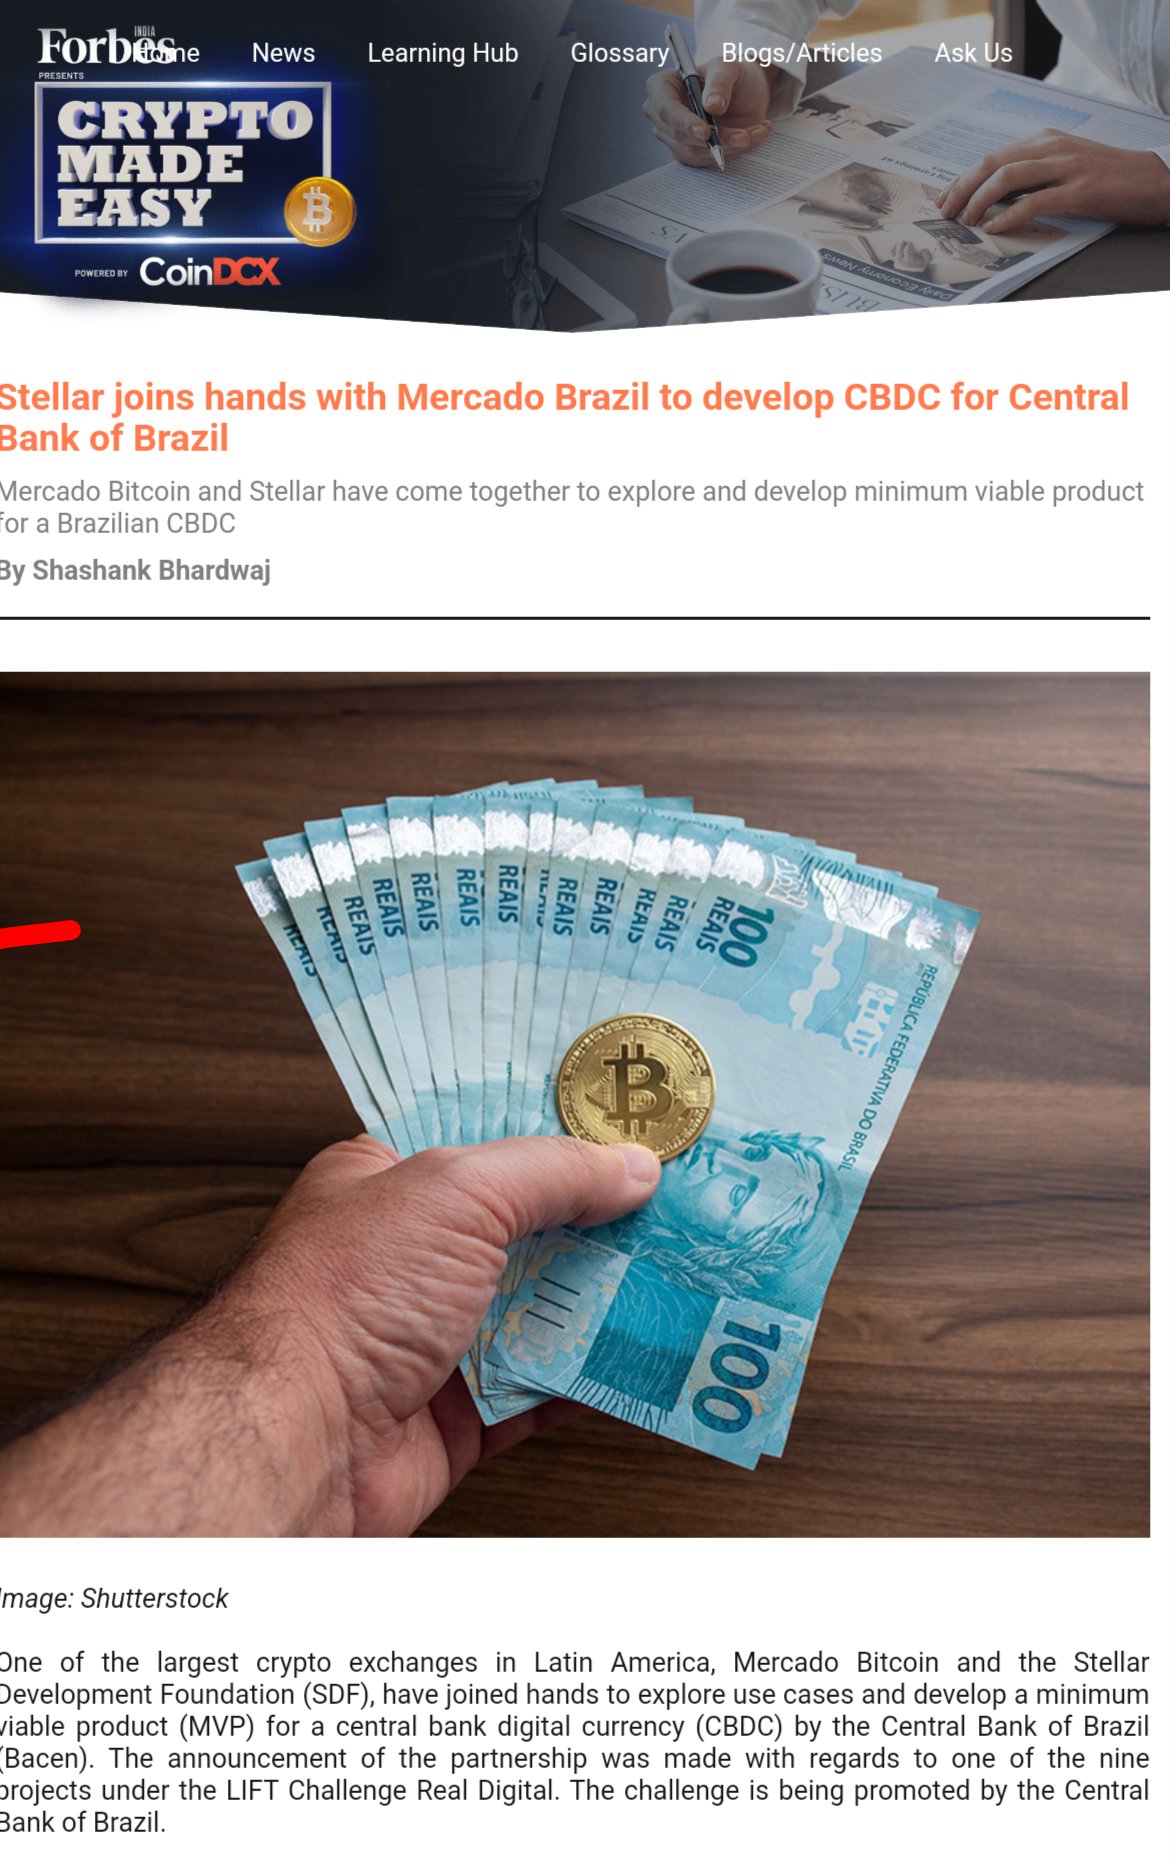 Forbes
INDIA
Home News Learning Hub Glossary Blogs/Articles Ask Us
PRESENTS
CRYPTO
MADE
EASY
POWERED BY CoinDCX
Stellar joins hands with Mercado Brazil to develop CBDC for Central
Bank of Brazil
Mercado Bitcoin and Stellar have come together to explore and develop minimum viable product
for a Brazilian CBDC
By Shashank Bhardwaj
REAIS
REAIS
REAIS
REAIS
REAIS
REAIS
REAIS
REAIS
REAIS
REAIS
REAIS
REAIS
REAIS
100
REPÚBLICA FEDERATIVA DO BRASIL
100
Image: Shutterstock
One of the largest crypto exchanges in Latin America, Mercado Bitcoin and the Stellar
Development Foundation (SDF), have joined hands to explore use cases and develop a minimum
viable product (MVP) for a central bank digital currency (CBDC) by the Central Bank of Brazil
(Bacen). The announcement of the partnership was made with regards to one of the nine
projects under the LIFT Challenge Real Digital. The challenge is being promoted by the Central
Bank of Brazil.